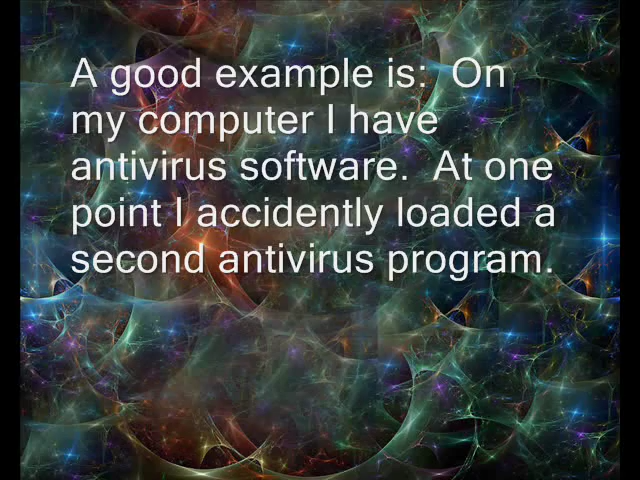 A good example is:  On
my computer I have
antivirus software.  At one
point I accidently loaded a
second antivirus program.